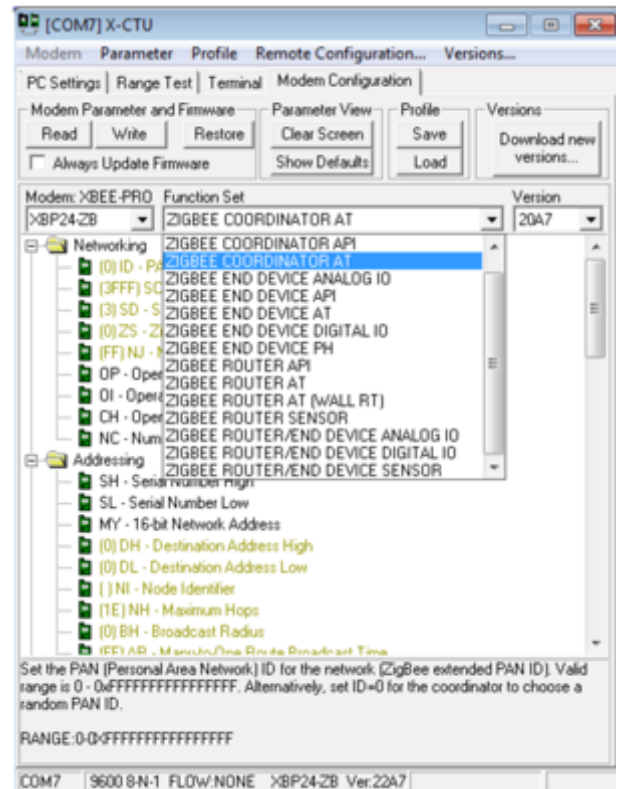 [COM7] X-CTU
Modem Parameter Profile Remote Configuration... Versions...
PC Settings Range Test Terminal Modem Configuration
Modem Parameter and Firmware Parameter View Profile Versions
Read Write Restore Clear Screen Save Download new versions...
Always Update Firmware Show Defaults Load
Modem: XBEE-PRO Function Set Version
XBP24-ZB ZIGBEE COORDINATOR AT 20A7
Networking ZIGBEE COORDINATOR API
(0) ID - PA ZIGBEE COORDINATOR AT
(3FFF) SC ZIGBEE END DEVICE ANALOG IO
ZIGBEE END DEVICE API
(3) SD - S ZIGBEE END DEVICE AT
(0) ZS - Zi ZIGBEE END DEVICE DIGITAL IO
(FF) NJ - N ZIGBEE END DEVICE PH
OP - Oper ZIGBEE ROUTER API
OI - Opera ZIGBEE ROUTER AT
ZIGBEE ROUTER AT (WALL RT)
CH - Oper ZIGBEE ROUTER SENSOR
NC - Num ZIGBEE ROUTER/END DEVICE ANALOG IO
Addressing ZIGBEE ROUTER/END DEVICE DIGITAL IO
ZIGBEE ROUTER/END DEVICE SENSOR
SH - Serial Number High
SL - Serial Number Low
MY - 16-bit Network Address
(0) DH - Destination Address High
(0) DL - Destination Address Low
( ) NI - Node Identifier
(1E) NH - Maximum Hops
(0) BH - Broadcast Radius
(FF) AR - Many-to-One Route Broadcast Time
Set the PAN (Personal Area Network) ID for the network (ZigBee extended PAN ID). Valid
range is 0 - 0xFFFFFFFFFFFFFFFF. Alternatively, set ID=0 for the coordinator to choose a
random PAN ID.
RANGE:0-0XFFFFFFFFFFFFFFFF
COM7 9600 8-N-1 FLOW:NONE XBP24-ZB Ver:22A7